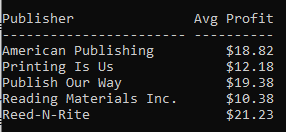 Publisher Avg Profit
----------------------- -----------
American Publishing $18.82
Printing Is Us $12.18
Publish Our Way $19.38
Reading Materials Inc. $10.38
Reed-N-Rite $21.23